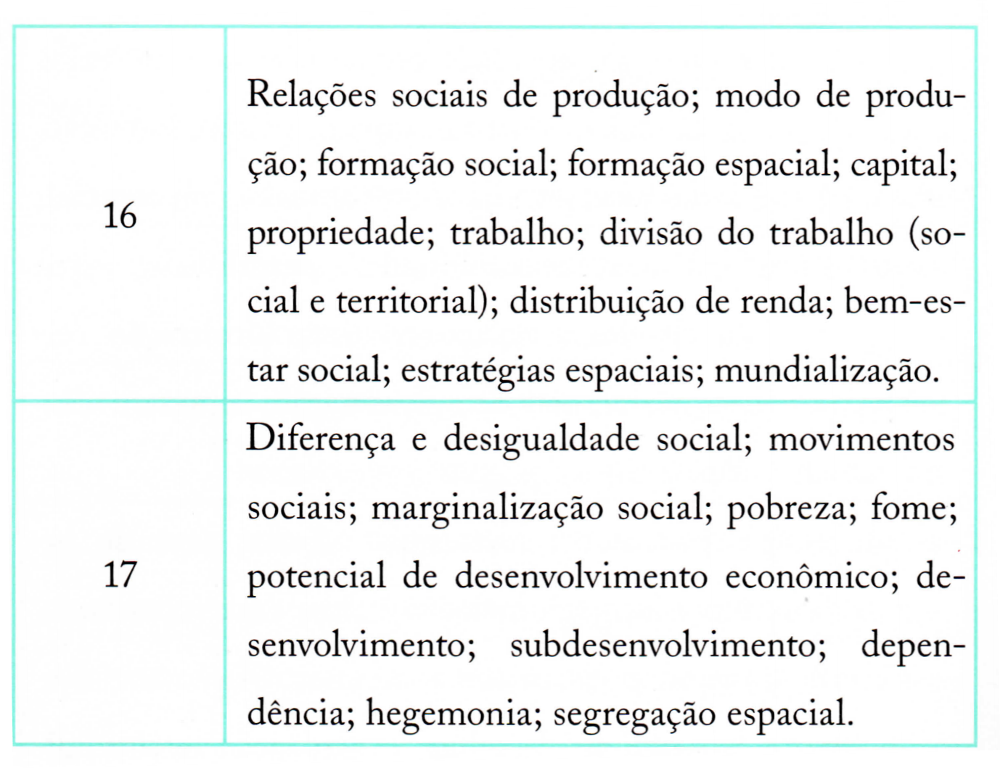 Relações sociais de produção; modo de produ-
ção; formação social; formação espacial; capital;
16
propriedade; trabalho; divisão do trabalho (so-
cial e territorial); distribuição de renda; bem-es-
tar social; estratégias espaciais; mundialização.
Diferença e desigualdade social; movimentos
sociais; marginalização social; pobreza; fome;
17
potencial de desenvolvimento econômico; de-
senvolvimento; subdesenvolvimento; depen-
dência; hegemonia; segregação espacial.